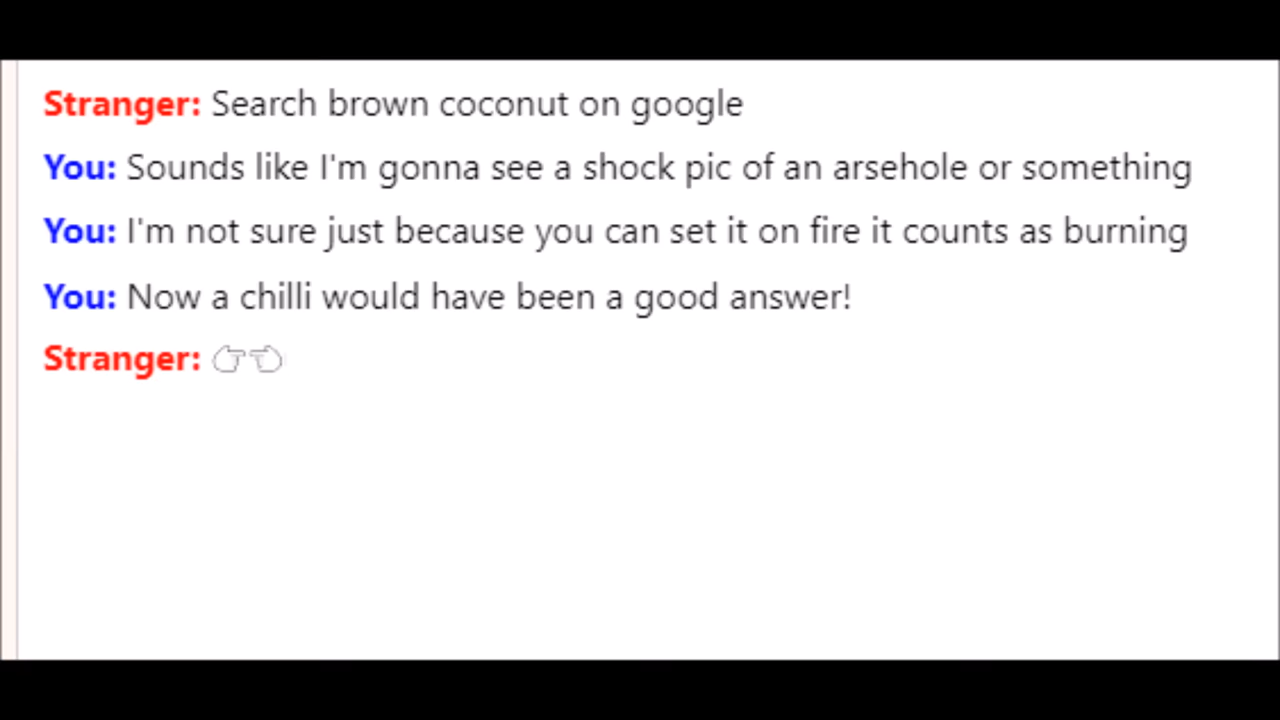 Stranger: Search brown coconut on google
You: Sounds like I'm gonna see a shock pic of an arsehole or something
You: I'm not sure just because you can set it on fire it counts as burning
You: Now a chilli would have been a good answer!
Stranger: 👉👈